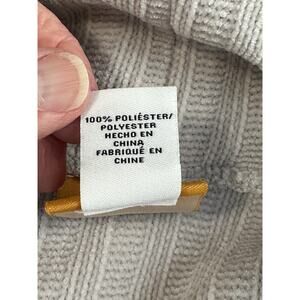 100% POLIÉSTER/
POLYESTER
HECHO EN
CHINA
FABRIQUÉ EN
CHINE